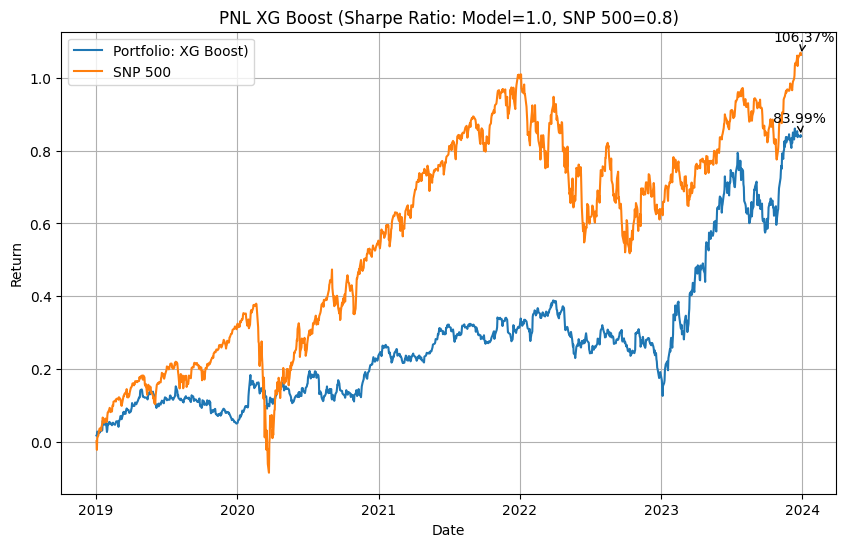 PNL XG Boost (Sharpe Ratio: Model=1.0, SNP 500=0.8)
Portfolio: XG Boost)
SNP 500
106.37%
83.99%
Return
1.0
0.8
0.6
0.4
0.2
0.0
2019 2020 2021 2022 2023 2024
Date